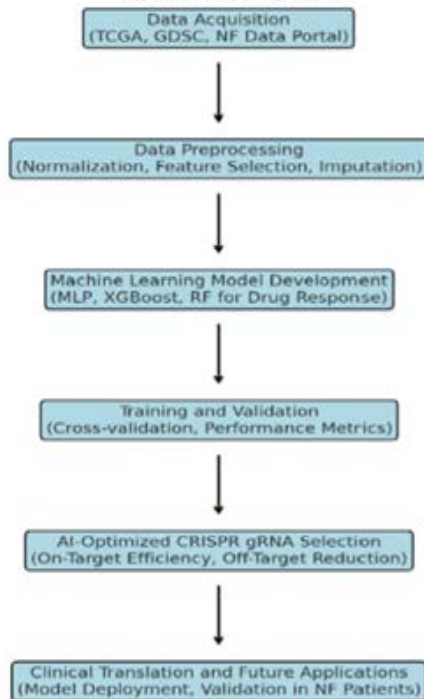 Data Acquisition
(TCGA, GDSC, NF Data Portal)
Data Preprocessing
(Normalization, Feature Selection, Imputation)
Machine Learning Model Development
(MLP, XGBoost, RF for Drug Response)
Training and Validation
(Cross-validation, Performance Metrics)
AI-Optimized CRISPR gRNA Selection
(On-Target Efficiency, Off-Target Reduction)
Clinical Translation and Future Applications
(Model Deployment, Validation in NF Patients)